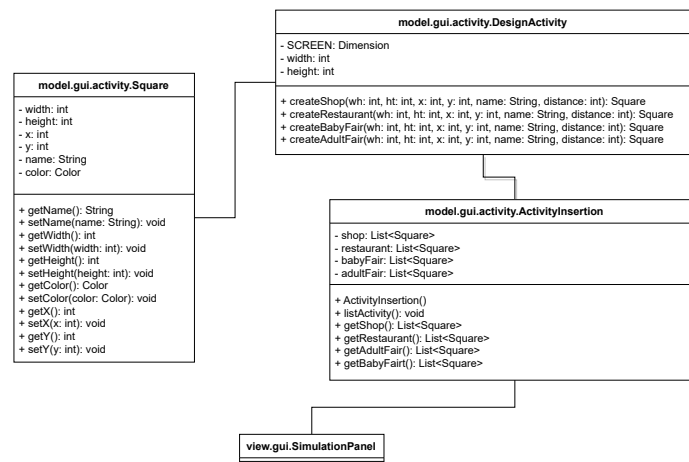 model.gui.activity.DesignActivity
- SCREEN: Dimension
- width: int
- height: int
+ createShop(wh: int, ht: int, x: int, y: int, name: String, distance: int): Square
+ createRestaurant(wh: int, ht: int, x: int, y: int, name: String, distance: int): Square
+ createBabyFair(wh: int, ht: int, x: int, y: int, name: String, distance: int): Square
+ createAdultFair(wh: int, ht: int, x: int, y: int, name: String, distance: int): Square
model.gui.activity.Square
- width: int
- height: int
- x: int
- y: int
- name: String
- color: Color
+ getName(): String
+ setName(name: String): void
+ getWidth(): int
+ setWidth(width: int): void
+ getHeight(): int
+ setHeight(height: int): void
+ getColor(): Color
+ setColor(color: Color): void
+ getX(): int
+ setX(x: int): void
+ getY(): int
+ setY(y: int): void
model.gui.activity.ActivityInsertion
- shop: List<Square>
- restaurant: List<Square>
- babyFair: List<Square>
- adultFair: List<Square>
+ ActivityInsertion()
+ listActivity(): void
+ getShop(): List<Square>
+ getRestaurant(): List<Square>
+ getAdultFair(): List<Square>
+ getBabyFairt(): List<Square>
view.gui.SimulationPanel